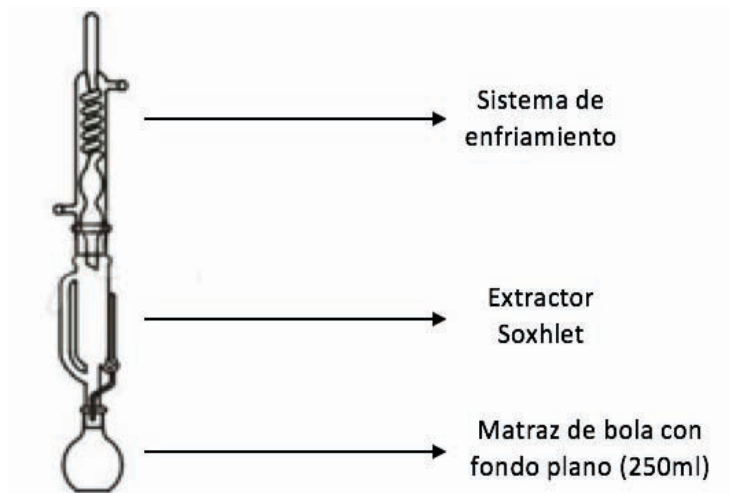 Sistema de
enfriamiento
Extractor
Soxhlet
Matraz de bola con
fondo plano (250ml)